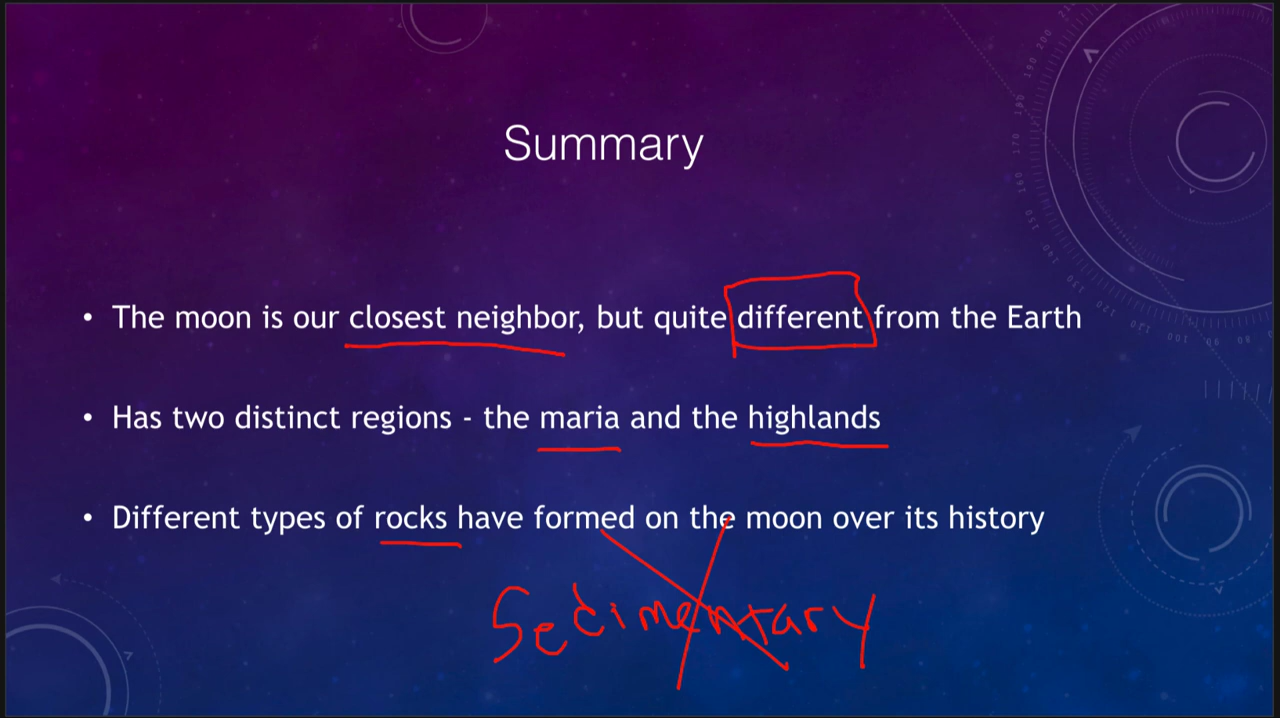 Summary
• The moon is our closest neighbor, but quite different from the Earth
• Has two distinct regions - the maria and the highlands
• Different types of rocks have formed on the moon over its history
Sedimentary